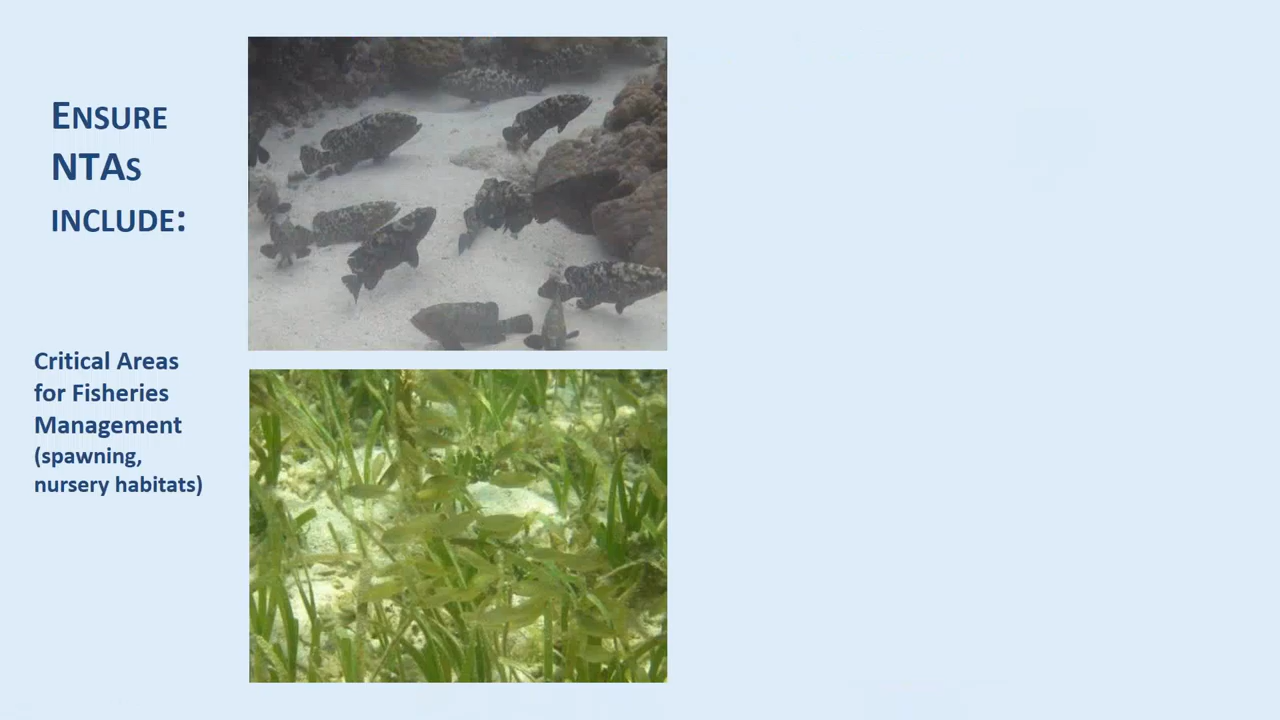 Ensure
NTAs
include:
Critical Areas
for Fisheries
Management
(spawning,
nursery habitats)